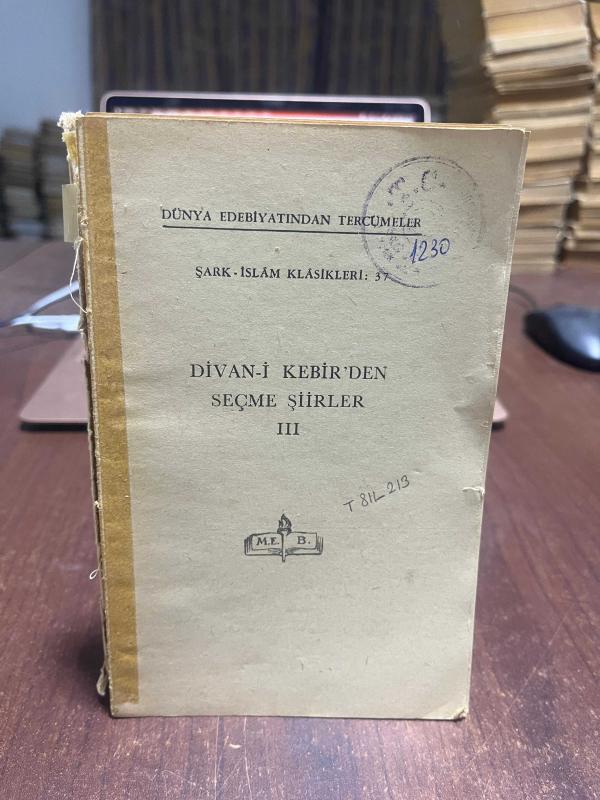 T.C.
DÜNYA EDEBİYATINDAN TERCÜMELER
1230
ŞARK-İSLÂM KLÂSİKLERİ: 37
DİVAN-İ KEBİR'DEN
SEÇME ŞİİRLER
III
T 81L-213
M.E. B.